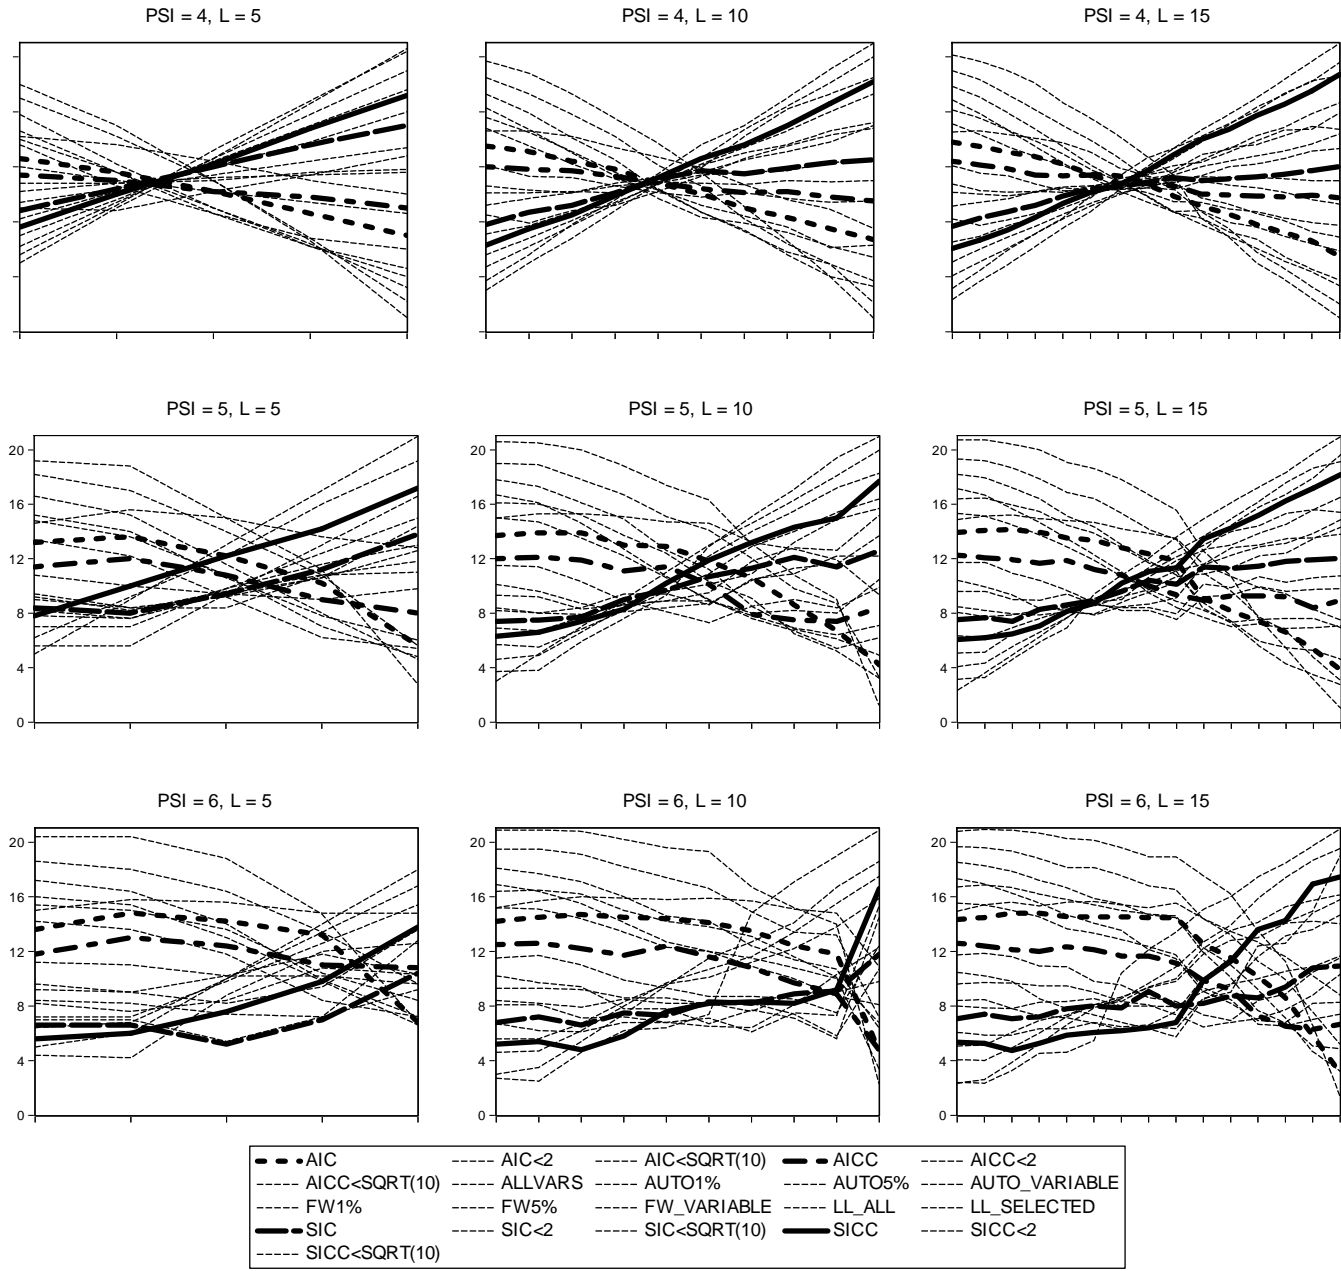 PSI = 4, L = 5
PSI = 4, L = 10
PSI = 4, L = 15
PSI = 5, L = 5
PSI = 5, L = 10
PSI = 5, L = 15
20
16
12
8
4
0
20
16
12
8
4
0
20
16
12
8
4
0
PSI = 6, L = 5
PSI = 6, L = 10
PSI = 6, L = 15
20
16
12
8
4
0
20
16
12
8
4
0
20
16
12
8
4
0
AIC AIC<2 AIC<SQRT(10) AICC AICC<2
AICC<SQRT(10) ALLVARS AUTO1% AUTO5% AUTO_VARIABLE
FW1% FW5% FW_VARIABLE LL_ALL LL_SELECTED
SIC SIC<2 SIC<SQRT(10) SICC SICC<2
SICC<SQRT(10)